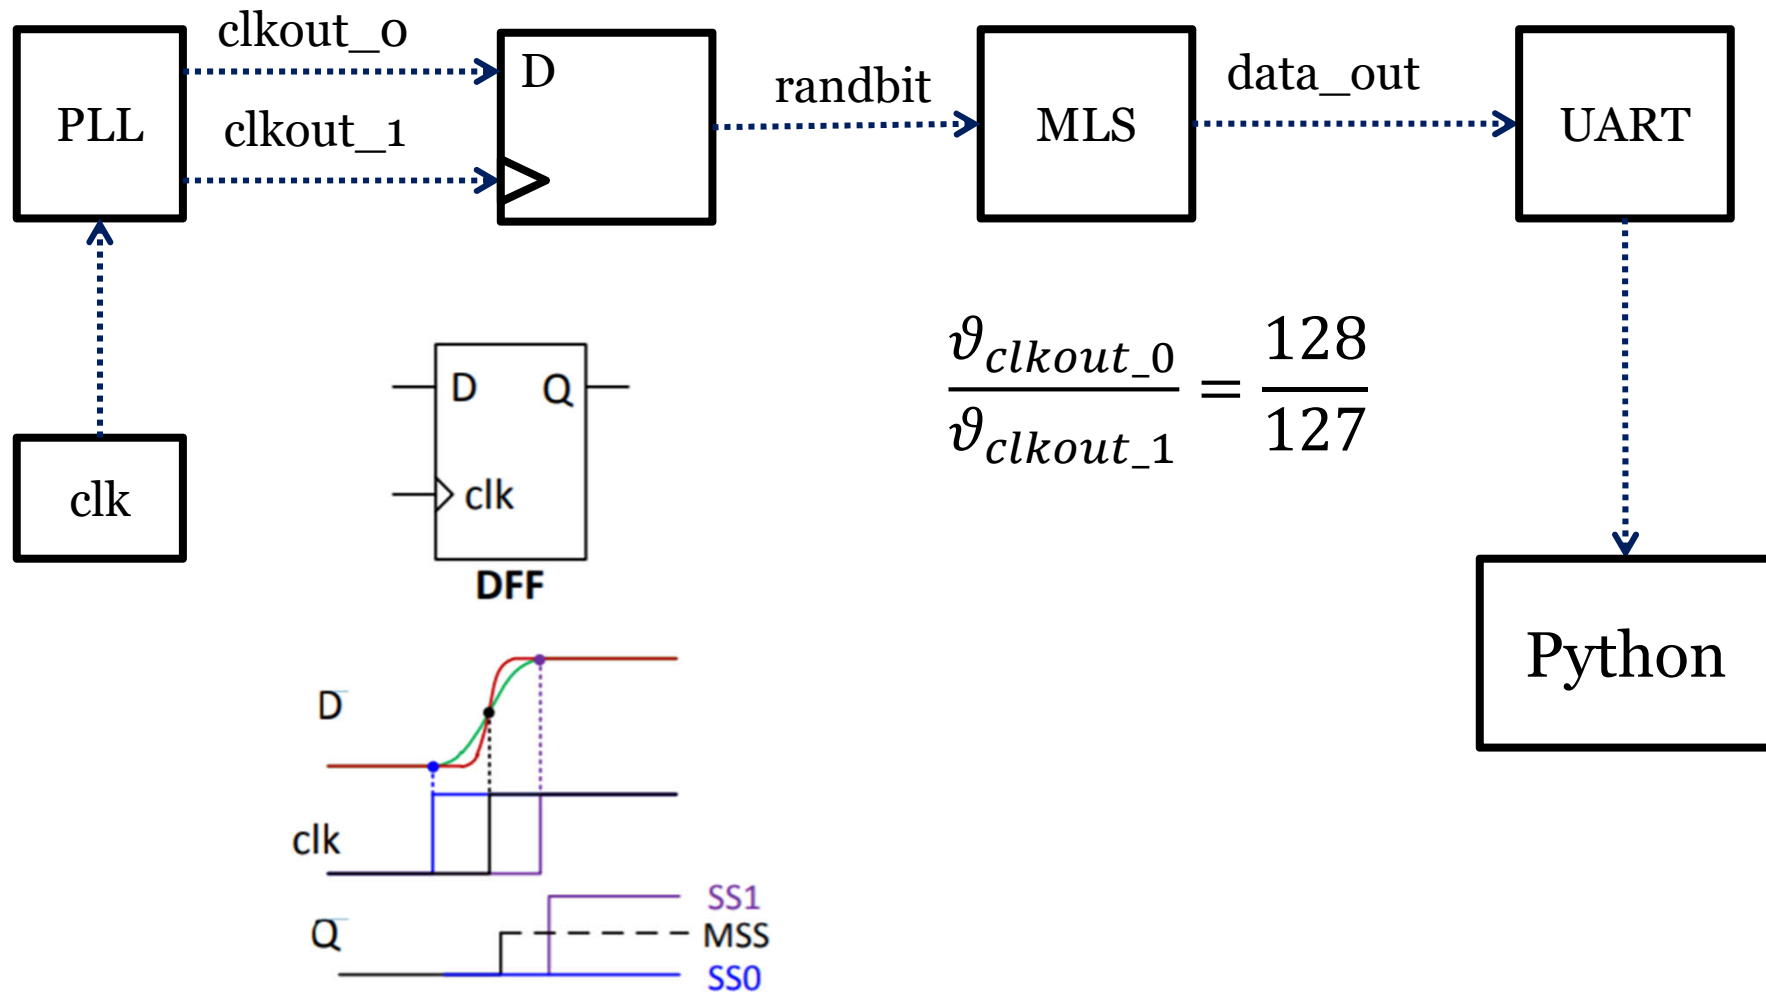 clkout_0
PLL
clkout_1
D
randbit
MLS
data_out
UART
clk
D Q
clk
DFF
ϑclkout_0 / ϑclkout_1 = 128 / 127
Python
D
clk
Q
SS1
MSS
SS0